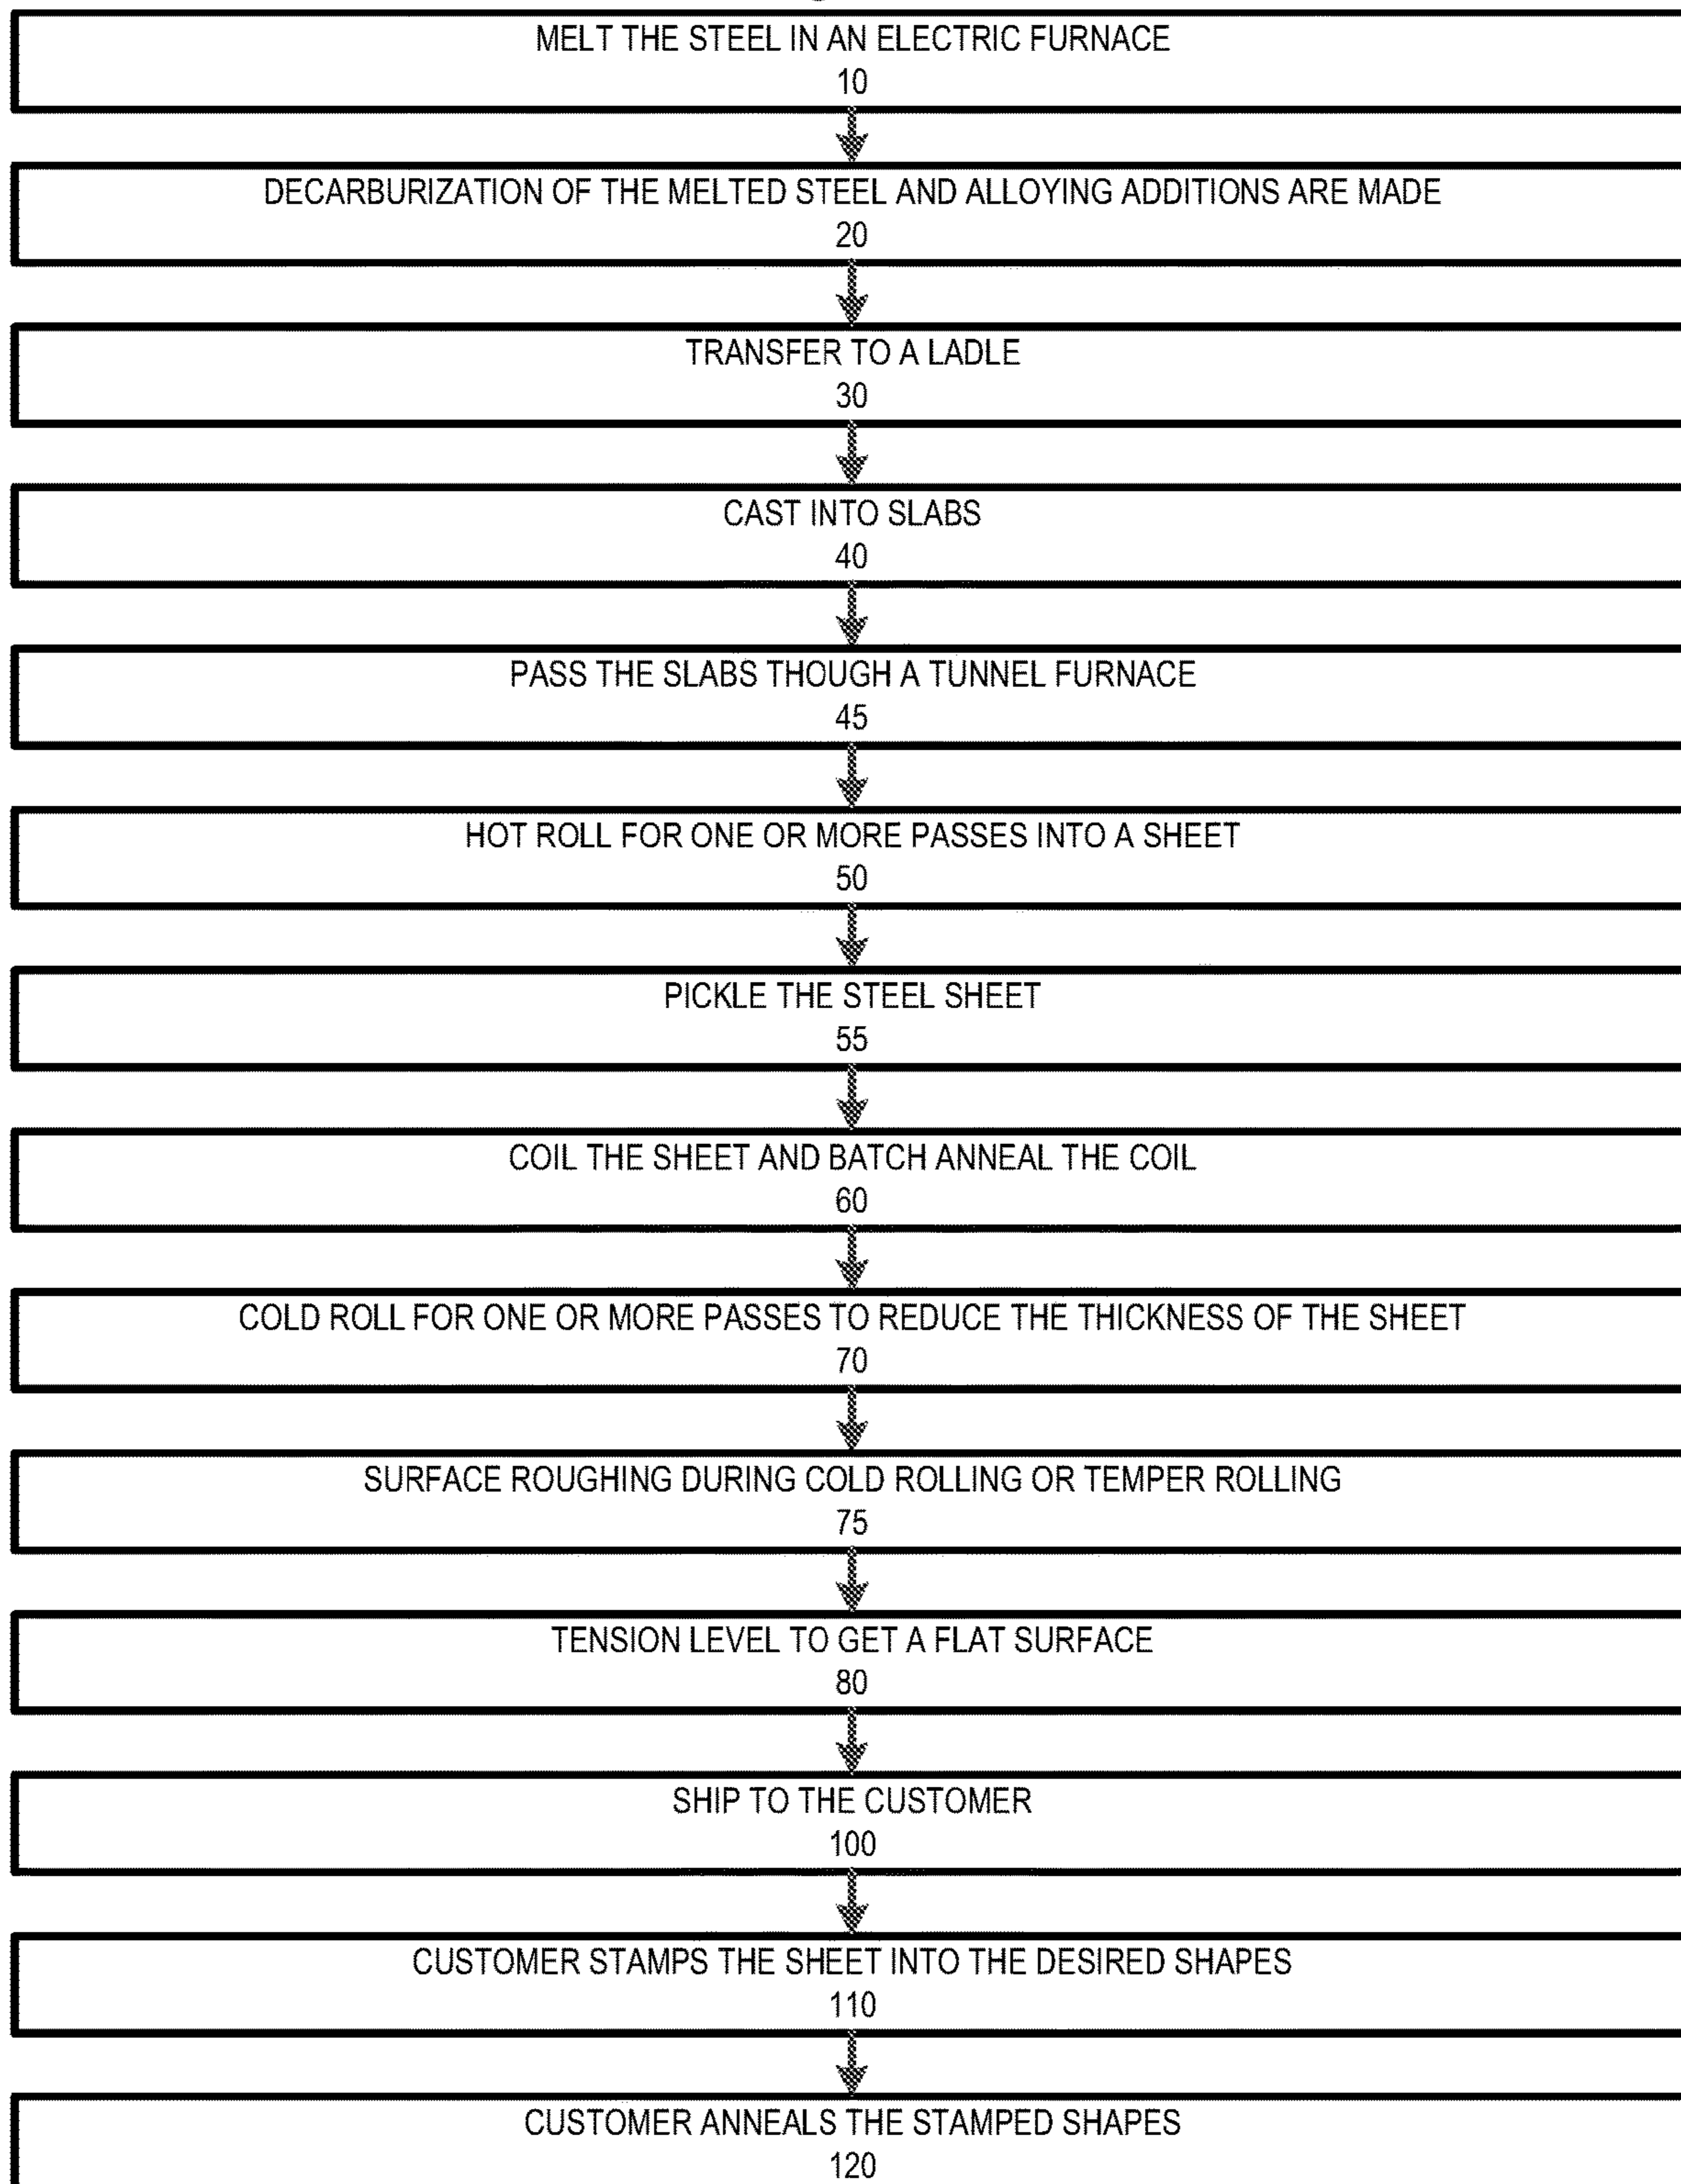 MELT THE STEEL IN AN ELECTRIC FURNACE
10
DECARBURIZATION OF THE MELTED STEEL AND ALLOYING ADDITIONS ARE MADE
20
TRANSFER TO A LADLE
30
CAST INTO SLABS
40
PASS THE SLABS THOUGH A TUNNEL FURNACE
45
HOT ROLL FOR ONE OR MORE PASSES INTO A SHEET
50
PICKLE THE STEEL SHEET
55
COIL THE SHEET AND BATCH ANNEAL THE COIL
60
COLD ROLL FOR ONE OR MORE PASSES TO REDUCE THE THICKNESS OF THE SHEET
70
SURFACE ROUGHING DURING COLD ROLLING OR TEMPER ROLLING
75
TENSION LEVEL TO GET A FLAT SURFACE
80
SHIP TO THE CUSTOMER
100
CUSTOMER STAMPS THE SHEET INTO THE DESIRED SHAPES
110
CUSTOMER ANNEALS THE STAMPED SHAPES
120